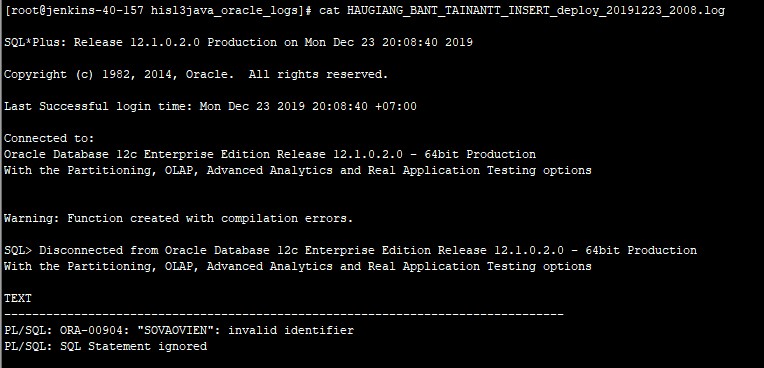 [root@jenkins-40-157 hisl3java_oracle_logs]# cat HAUGIANG_BANT_TAINANTT_INSERT_deploy_20191223_2008.log
SQL*Plus: Release 12.1.0.2.0 Production on Mon Dec 23 20:08:40 2019
Copyright (c) 1982, 2014, Oracle.  All rights reserved.
Last Successful login time: Mon Dec 23 2019 20:08:40 +07:00
Connected to:
Oracle Database 12c Enterprise Edition Release 12.1.0.2.0 - 64bit Production
With the Partitioning, OLAP, Advanced Analytics and Real Application Testing options
Warning: Function created with compilation errors.
SQL> Disconnected from Oracle Database 12c Enterprise Edition Release 12.1.0.2.0 - 64bit Production
With the Partitioning, OLAP, Advanced Analytics and Real Application Testing options
TEXT
--------------------------------------------------------------------------------
PL/SQL: ORA-00904: "SOVAOVIEN": invalid identifier
PL/SQL: SQL Statement ignored